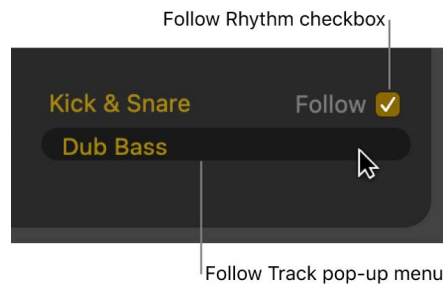 Follow Rhythm checkbox
Kick & Snare Follow
Dub Bass
Follow Track pop-up menu